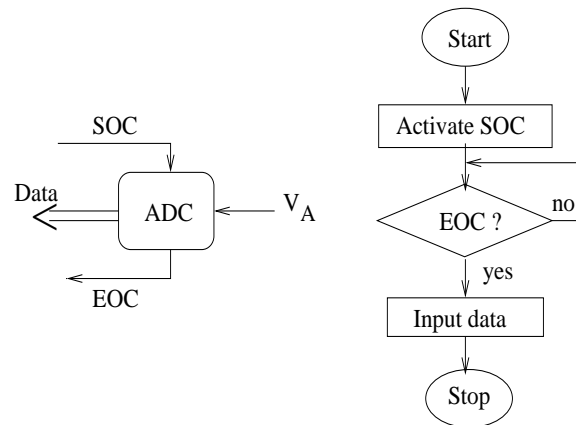 SOC
Data
ADC
V_A
EOC
Start
Activate SOC
EOC ?
no
yes
Input data
Stop